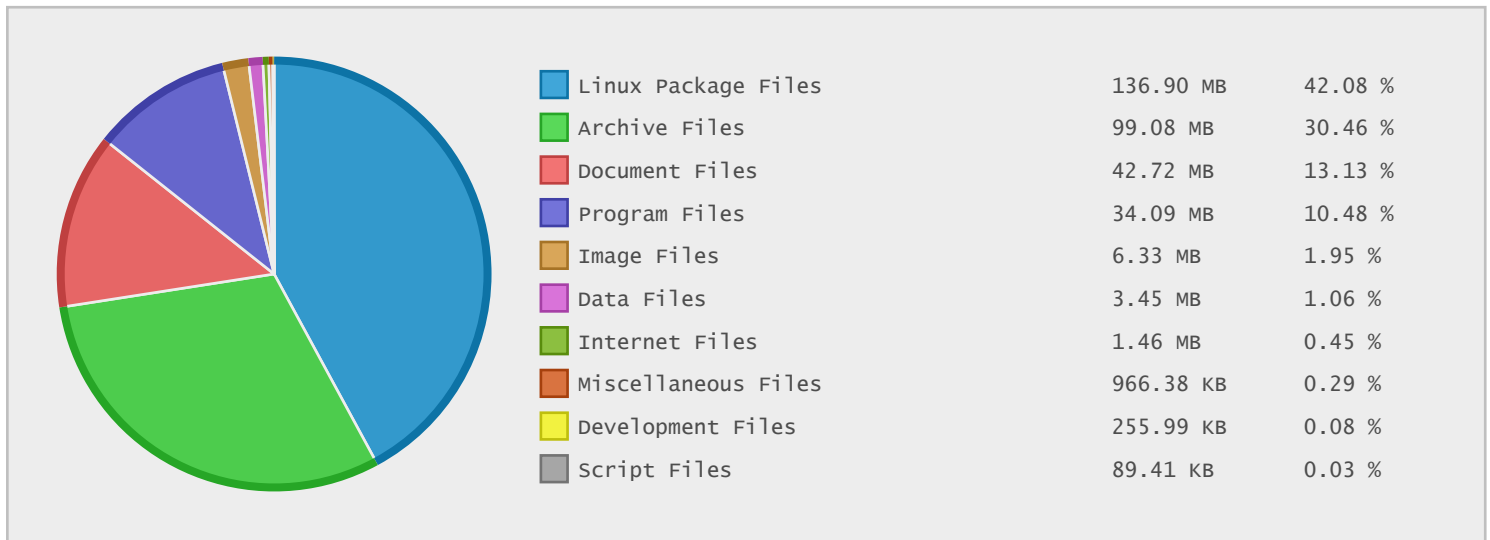 Linux Package Files 136.90 MB 42.08 %
Archive Files 99.08 MB 30.46 %
Document Files 42.72 MB 13.13 %
Program Files 34.09 MB 10.48 %
Image Files 6.33 MB 1.95 %
Data Files 3.45 MB 1.06 %
Internet Files 1.46 MB 0.45 %
Miscellaneous Files 966.38 KB 0.29 %
Development Files 255.99 KB 0.08 %
Script Files 89.41 KB 0.03 %